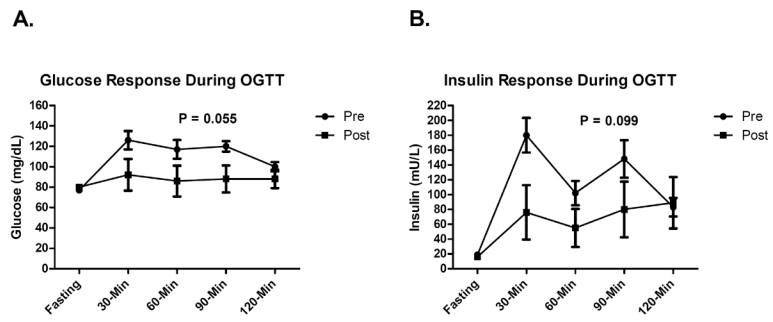 A.
Glucose Response During OGTT
P = 0.055
Pre
Post
Glucose (mg/dL)
160
140
120
100
80
60
40
20
0
Fasting
30-Min
60-Min
90-Min
120-Min
B.
Insulin Response During OGTT
P = 0.099
Pre
Post
Insulin (mU/L)
220
200
180
160
140
120
100
80
60
40
20
0
Fasting
30-Min
60-Min
90-Min
120-Min